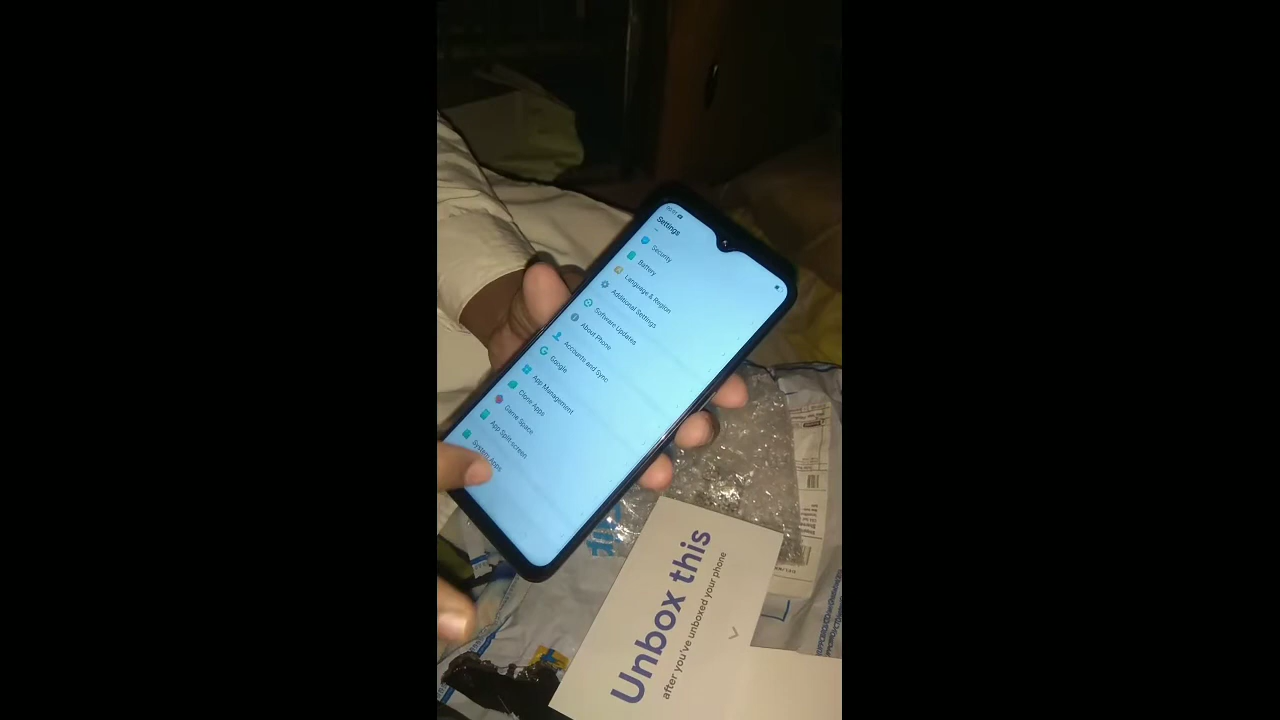 Settings
Security
Battery
Language & Region
Additional Settings
Software Updates
About Phone
Accounts and Sync
Google
App Management
Clone Apps
Game Space
App Split-screen
System Apps
Unbox this
after you've unboxed your phone